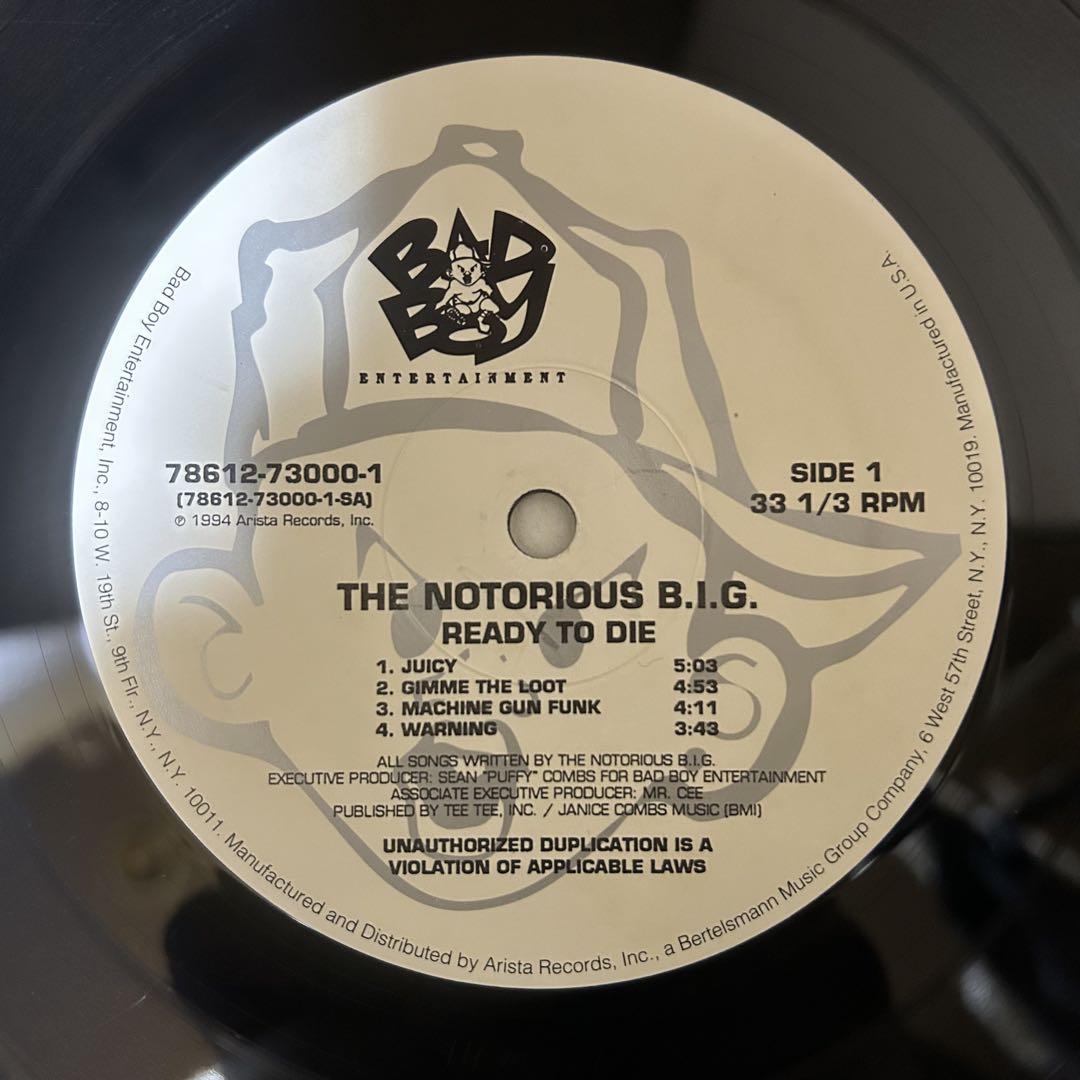 BAD
BOY
ENTERTAINMENT
78612-73000-1
(78612-73000-1-SA)
℗ 1994 Arista Records, Inc.
SIDE 1
33 1/3 RPM
THE NOTORIOUS B.I.G.
READY TO DIE
1. JUICY 5:03
2. GIMME THE LOOT 4:53
3. MACHINE GUN FUNK 4:11
4. WARNING 3:43
ALL SONGS WRITTEN BY THE NOTORIOUS B.I.G.
EXECUTIVE PRODUCER: SEAN "PUFFY" COMBS FOR BAD BOY ENTERTAINMENT
ASSOCIATE EXECUTIVE PRODUCER: MR. CEE
PUBLISHED BY TEE TEE, INC. / JANICE COMBS MUSIC (BMI)
UNAUTHORIZED DUPLICATION IS A
VIOLATION OF APPLICABLE LAWS
Bad Boy Entertainment, Inc., 8-10 W. 19th St., 9th Flr., N.Y., N.Y. 10011. Manufactured and Distributed by Arista Records, Inc., a Bertelsmann Music Group Company, 6 West 57th Street, N.Y., N.Y. 10019. Manufactured in U.S.A.